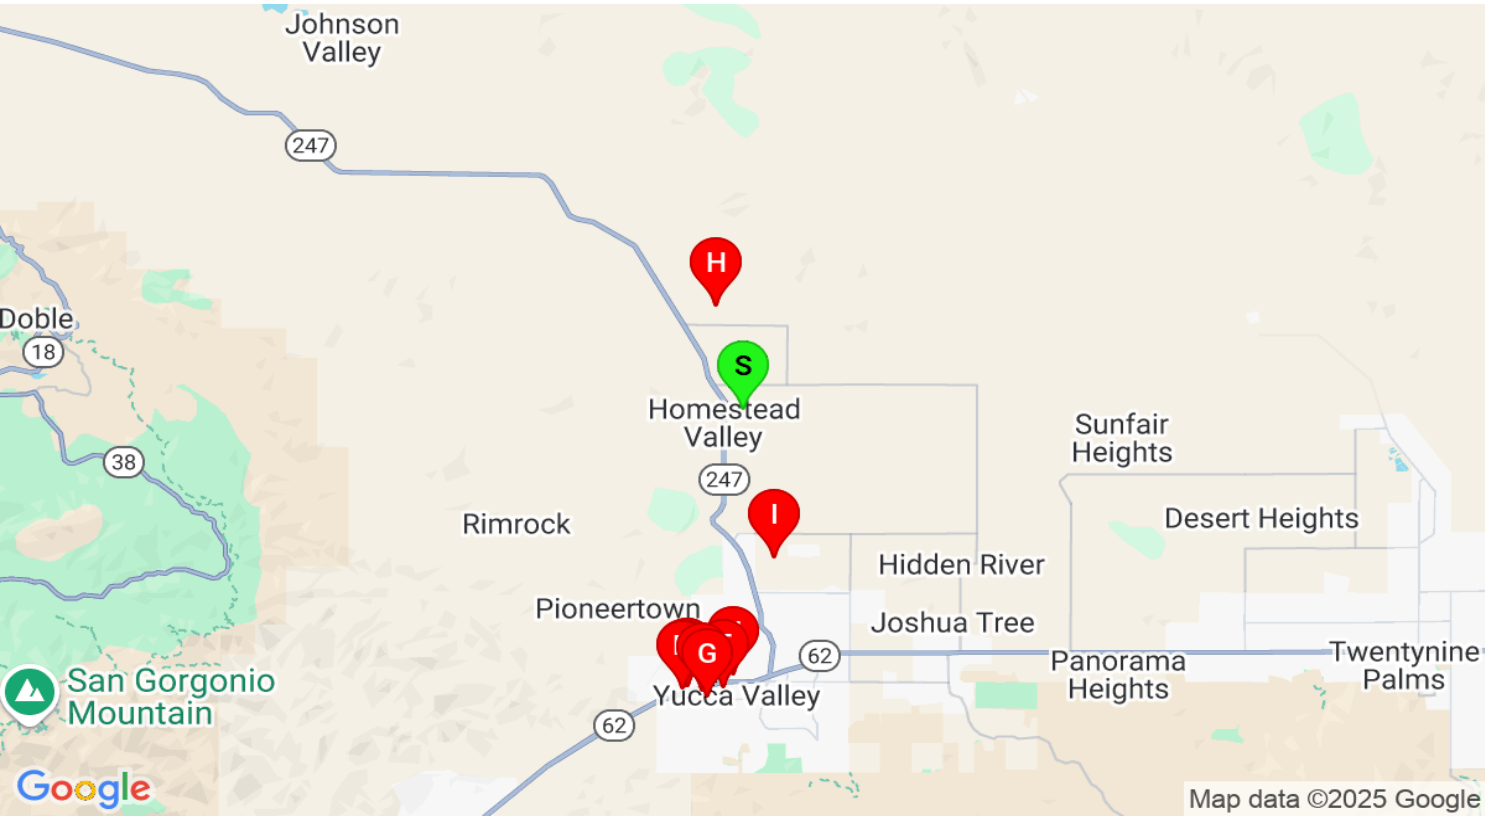 Johnson
Valley
247
H
Doble
18
S
Homestead
Valley
Sunfair
Heights
38
247
I
Rimrock
Desert Heights
Hidden River
Pioneertown
Joshua Tree
G
62
Panorama
Heights
Twentynine
Palms
San Gorgonio
Mountain
Yucca Valley
62
Google
Map data ©2025 Google